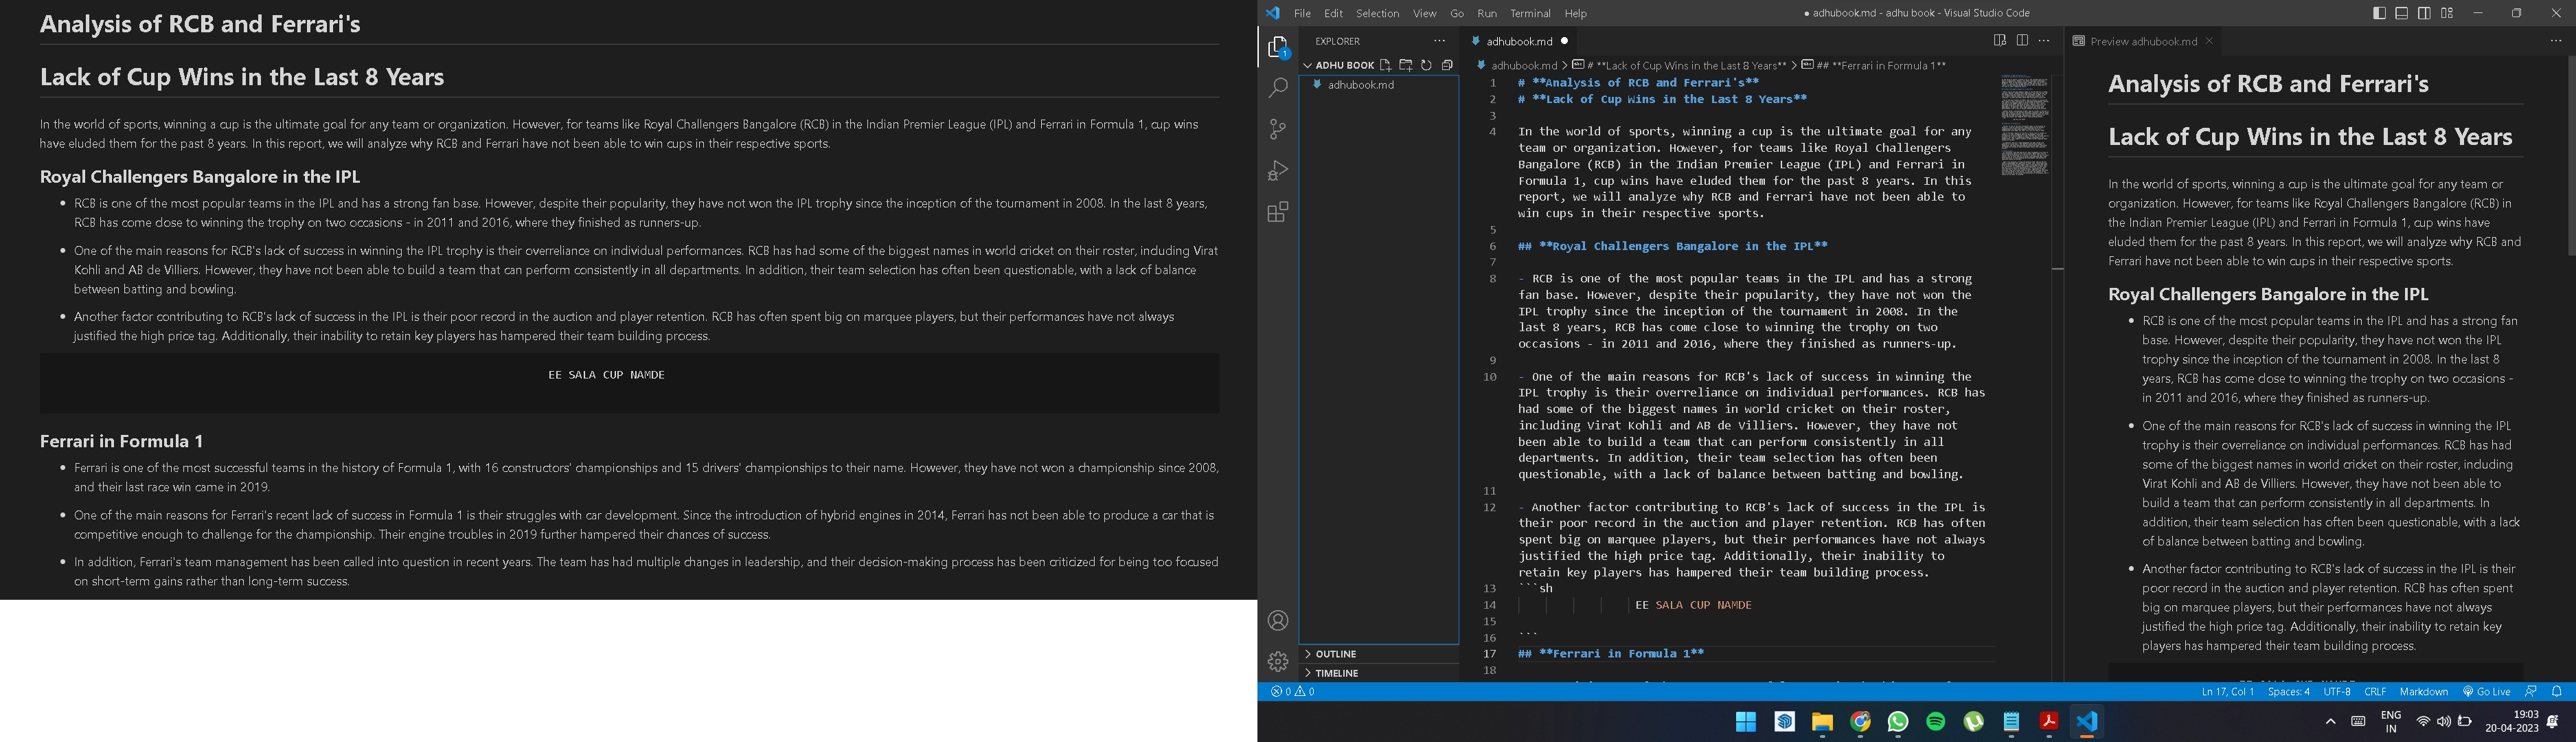 Analysis of RCB and Ferrari's
Lack of Cup Wins in the Last 8 Years
In the world of sports, winning a cup is the ultimate goal for any team or organization. However, for teams like Royal Challengers Bangalore (RCB) in the Indian Premier League (IPL) and Ferrari in Formula 1, cup wins
have eluded them for the past 8 years. In this report, we will analyze why RCB and Ferrari have not been able to win cups in their respective sports.
Royal Challengers Bangalore in the IPL
• RCB is one of the most popular teams in the IPL and has a strong fan base. However, despite their popularity, they have not won the IPL trophy since the inception of the tournament in 2008. In the last 8 years,
RCB has come close to winning the trophy on two occasions - in 2011 and 2016, where they finished as runners-up.
• One of the main reasons for RCB's lack of success in winning the IPL trophy is their overreliance on individual performances. RCB has had some of the biggest names in world cricket on their roster, including Virat
Kohli and AB de Villiers. However, they have not been able to build a team that can perform consistently in all departments. In addition, their team selection has often been questionable, with a lack of balance
between batting and bowling.
• Another factor contributing to RCB's lack of success in the IPL is their poor record in the auction and player retention. RCB has often spent big on marquee players, but their performances have not always
justified the high price tag. Additionally, their inability to retain key players has hampered their team building process.
EE SALA CUP NAMDE
Ferrari in Formula 1
• Ferrari is one of the most successful teams in the history of Formula 1, with 16 constructors' championships and 15 drivers' championships to their name. However, they have not won a championship since 2008,
and their last race win came in 2019.
• One of the main reasons for Ferrari's recent lack of success in Formula 1 is their struggles with car development. Since the introduction of hybrid engines in 2014, Ferrari has not been able to produce a car that is
competitive enough to challenge for the championship. Their engine troubles in 2019 further hampered their chances of success.
• In addition, Ferrari's team management has been called into question in recent years. The team has had multiple changes in leadership, and their decision-making process has been criticized for being too focused
on short-term gains rather than long-term success.
File Edit Selection View Go Run Terminal Help
● adhubook.md - adhu book - Visual Studio Code
1
EXPLORER ...
ADHU BOOK
adhubook.md
OUTLINE
TIMELINE
adhubook.md ●
adhubook.md > # **Lack of Cup Wins in the Last 8 Years** > ## **Ferrari in Formula 1**
1 # **Analysis of RCB and Ferrari's**
2 # **Lack of Cup Wins in the Last 8 Years**
3
4 In the world of sports, winning a cup is the ultimate goal for any
team or organization. However, for teams like Royal Challengers
Bangalore (RCB) in the Indian Premier League (IPL) and Ferrari in
Formula 1, cup wins have eluded them for the past 8 years. In this
report, we will analyze why RCB and Ferrari have not been able to
win cups in their respective sports.
5
6 ## **Royal Challengers Bangalore in the IPL**
7
8 - RCB is one of the most popular teams in the IPL and has a strong
fan base. However, despite their popularity, they have not won the
IPL trophy since the inception of the tournament in 2008. In the
last 8 years, RCB has come close to winning the trophy on two
occasions - in 2011 and 2016, where they finished as runners-up.
9
10 - One of the main reasons for RCB's lack of success in winning the
IPL trophy is their overreliance on individual performances. RCB has
had some of the biggest names in world cricket on their roster,
including Virat Kohli and AB de Villiers. However, they have not
been able to build a team that can perform consistently in all
departments. In addition, their team selection has often been
questionable, with a lack of balance between batting and bowling.
11
12 - Another factor contributing to RCB's lack of success in the IPL is
their poor record in the auction and player retention. RCB has often
spent big on marquee players, but their performances have not always
justified the high price tag. Additionally, their inability to
retain key players has hampered their team building process.
13 ```sh
14 EE SALA CUP NAMDE
15
16 ```
17 ## **Ferrari in Formula 1**
18
Preview adhubook.md
Analysis of RCB and Ferrari's
Lack of Cup Wins in the Last 8 Years
In the world of sports, winning a cup is the ultimate goal for any team or
organization. However, for teams like Royal Challengers Bangalore (RCB) in
the Indian Premier League (IPL) and Ferrari in Formula 1, cup wins have
eluded them for the past 8 years. In this report, we will analyze why RCB and
Ferrari have not been able to win cups in their respective sports.
Royal Challengers Bangalore in the IPL
• RCB is one of the most popular teams in the IPL and has a strong fan
base. However, despite their popularity, they have not won the IPL
trophy since the inception of the tournament in 2008. In the last 8
years, RCB has come close to winning the trophy on two occasions -
in 2011 and 2016, where they finished as runners-up.
• One of the main reasons for RCB's lack of success in winning the IPL
trophy is their overreliance on individual performances. RCB has had
some of the biggest names in world cricket on their roster, including
Virat Kohli and AB de Villiers. However, they have not been able to
build a team that can perform consistently in all departments. In
addition, their team selection has often been questionable, with a lack
of balance between batting and bowling.
• Another factor contributing to RCB's lack of success in the IPL is their
poor record in the auction and player retention. RCB has often spent
big on marquee players, but their performances have not always
justified the high price tag. Additionally, their inability to retain key
players has hampered their team building process.
0 0
Ln 17, Col 1 Spaces: 4 UTF-8 CRLF Markdown Go Live
ENG
IN
19:03
20-04-2023